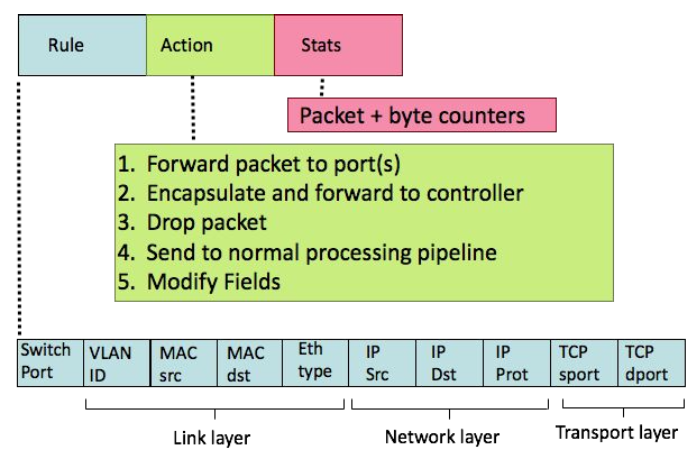 Rule Action Stats
Packet + byte counters
1. Forward packet to port(s)
2. Encapsulate and forward to controller
3. Drop packet
4. Send to normal processing pipeline
5. Modify Fields
Switch Port
VLAN ID
MAC src
MAC dst
Eth type
IP Src
IP Dst
IP Prot
TCP sport
TCP dport
Link layer
Network layer
Transport layer